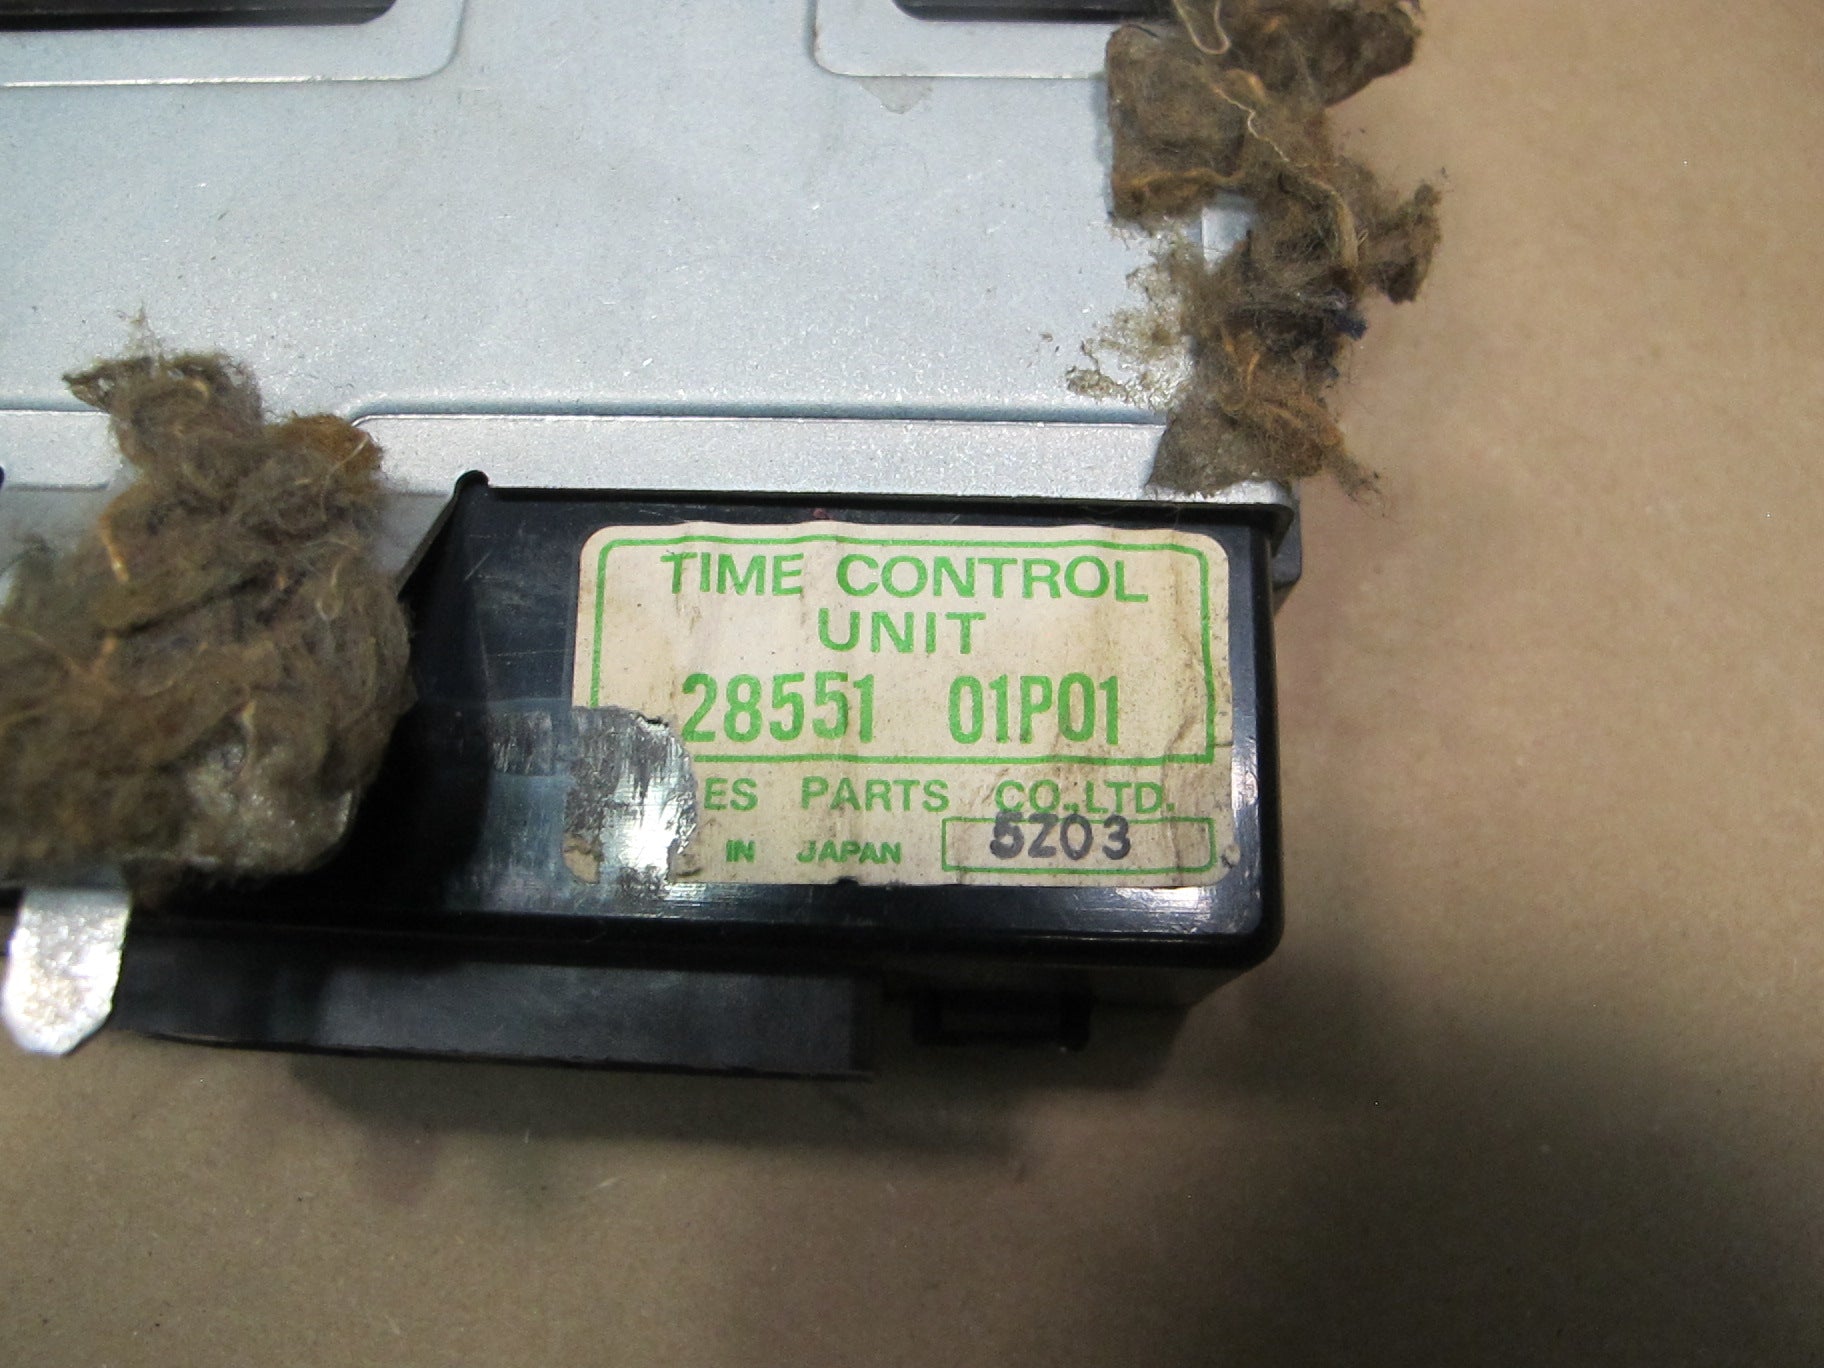 TIME CONTROL
UNIT
28551 01P01
ES PARTS CO.,LTD.
IN JAPAN 5Z03